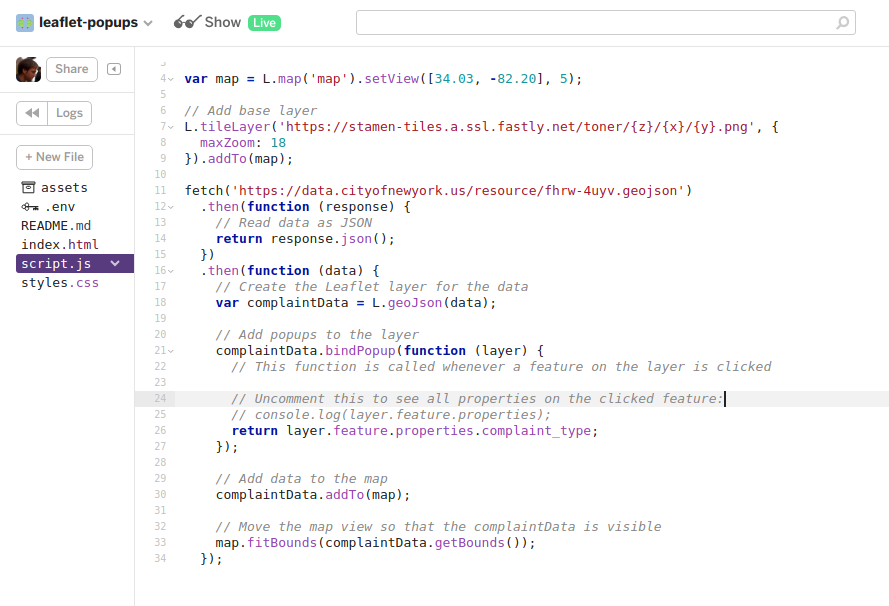 leaflet-popups
Show Live
Share
Logs
+ New File
assets
.env
README.md
index.html
script.js
styles.css
4 var map = L.map('map').setView([34.03, -82.20], 5);
5
6 // Add base layer
7 L.tileLayer('https://stamen-tiles.a.ssl.fastly.net/toner/{z}/{x}/{y}.png', {
8   maxZoom: 18
9 }).addTo(map);
10
11 fetch('https://data.cityofnewyork.us/resource/fhrw-4uyv.geojson')
12   .then(function (response) {
13     // Read data as JSON
14     return response.json();
15   })
16   .then(function (data) {
17     // Create the Leaflet layer for the data
18     var complaintData = L.geoJson(data);
19
20     // Add popups to the layer
21     complaintData.bindPopup(function (layer) {
22       // This function is called whenever a feature on the layer is clicked
23
24       // Uncomment this to see all properties on the clicked feature:
25       // console.log(layer.feature.properties);
26       return layer.feature.properties.complaint_type;
27     });
28
29     // Add data to the map
30     complaintData.addTo(map);
31
32     // Move the map view so that the complaintData is visible
33     map.fitBounds(complaintData.getBounds());
34   });